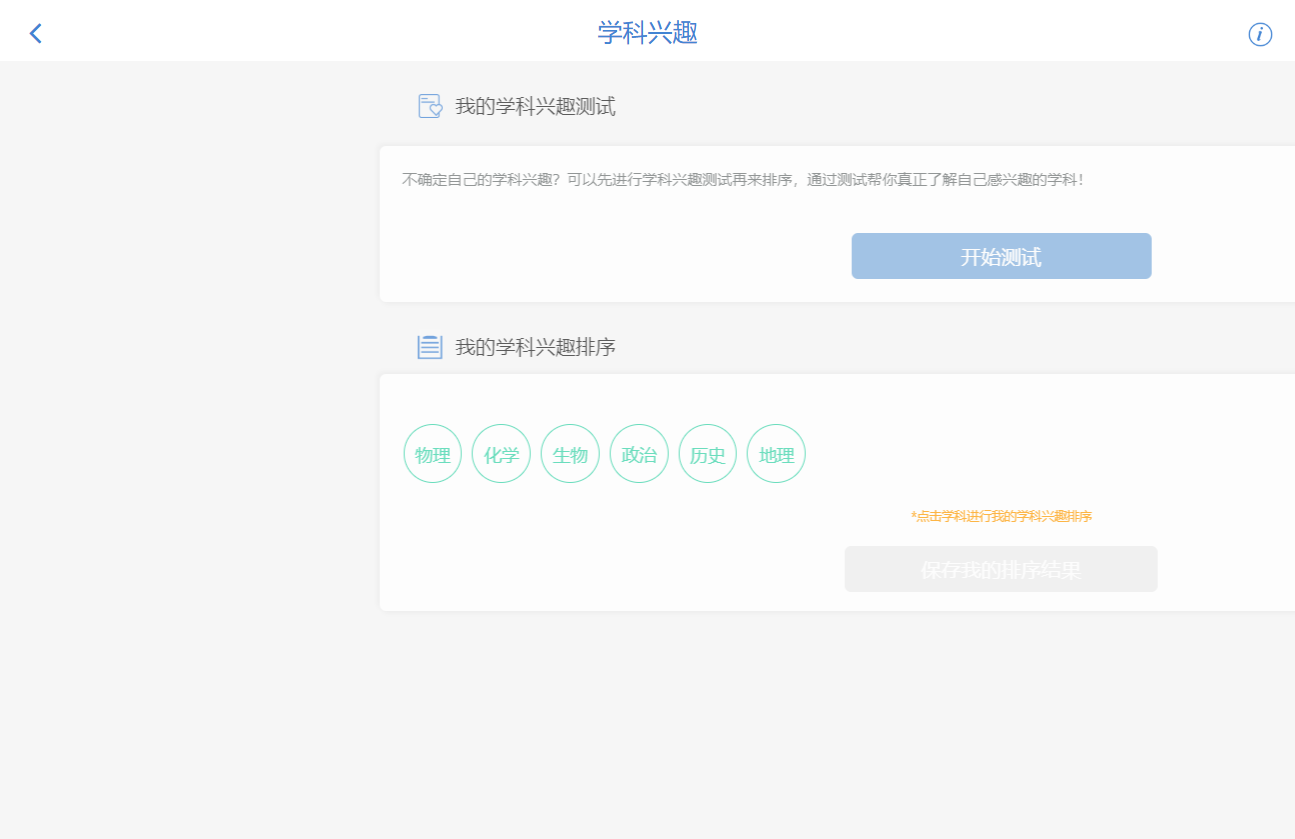 学科兴趣
我的学科兴趣测试
不确定自己的学科兴趣？可以先进行学科兴趣测试再来排序，通过测试帮你真正了解自己感兴趣的学科！
开始测试
我的学科兴趣排序
物理 化学 生物 政治 历史 地理
*点击学科进行我的学科兴趣排序
保存我的排序结果